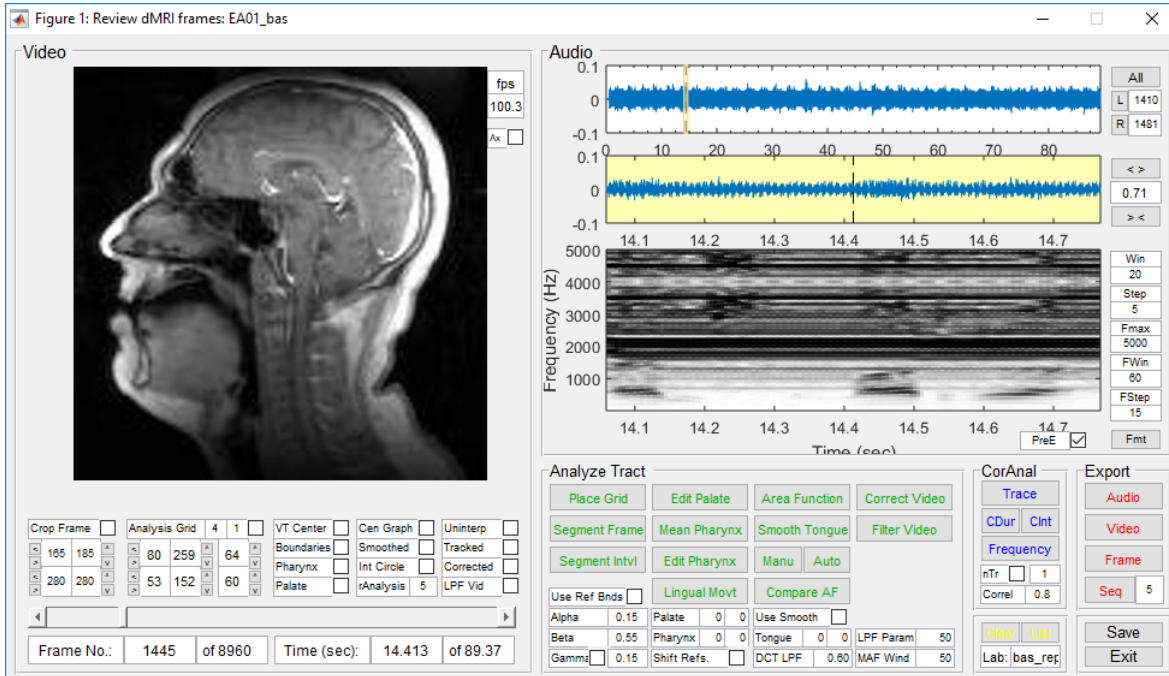 Figure 1: Review dMRI frames: EA01_bas
Video
fps
100.3
Ax
Crop Frame
165 185
280 280
Analysis Grid 4 1
80 259 64
53 152 60
VT Center
Boundaries
Pharynx
Palate
Cen Graph
Smoothed
Int Circle
rAnalysis 5
Uninterp
Tracked
Corrected
LPF Vid
Frame No.: 1445 of 8960 Time (sec): 14.413 of 89.37
Audio
0.1
0
-0.1
0 10 20 30 40 50 60 70 80
0.1
0
-0.1
14.1 14.2 14.3 14.4 14.5 14.6 14.7
Frequency (Hz)
5000
4000
3000
2000
1000
14.1 14.2 14.3 14.4 14.5 14.6 14.7
Time (sec)
PreE
All
L 1410
R 1481
< >
0.71
> <
Win
20
Step
5
Fmax
5000
FWin
60
FStep
15
Fmt
Analyze Tract
Place Grid Edit Palate Area Function Correct Video
Segment Frame Mean Pharynx Smooth Tongue Filter Video
Segment Intvl Edit Pharynx Manu Auto
Use Ref Bnds Lingual Movt Compare AF
Alpha 0.15 Palate 0 0 Use Smooth
Beta 0.55 Pharynx 0 0 Tongue 0 0 LPF Param 50
Gamma 0.15 Shift Refs. DCT LPF 0.60 MAF Wind 50
CorAnal
Trace
CDur Clnt
Frequency
nTr 1
Correl 0.8
Clear List
Lab: bas_rep
Export
Audio
Video
Frame
Seq 5
Save
Exit